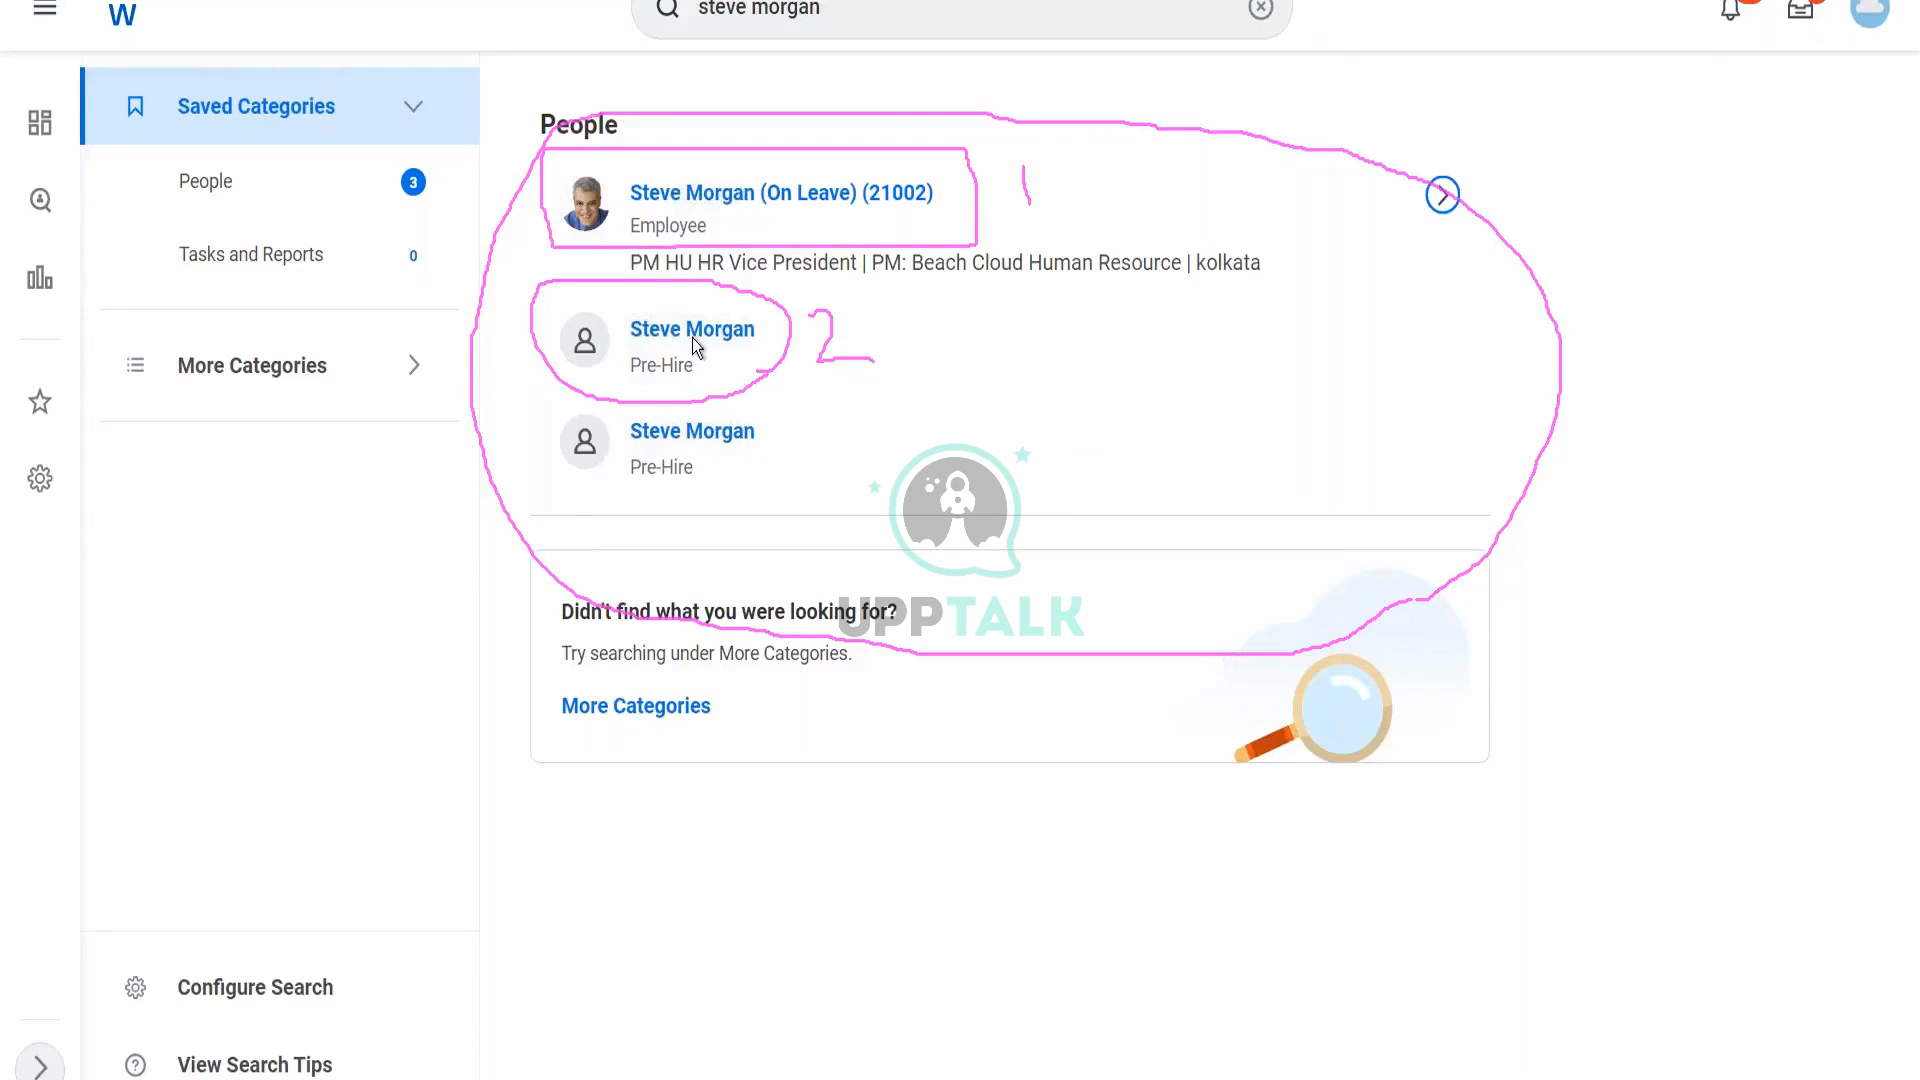 W
steve morgan
Saved Categories
People 3
Tasks and Reports 0
More Categories
Configure Search
View Search Tips
People
Steve Morgan (On Leave) (21002)
Employee
1
PM HU HR Vice President | PM: Beach Cloud Human Resource | kolkata
Steve Morgan
Pre-Hire
2
Steve Morgan
Pre-Hire
UPPTALK
Didn't find what you were looking for?
Try searching under More Categories.
More Categories